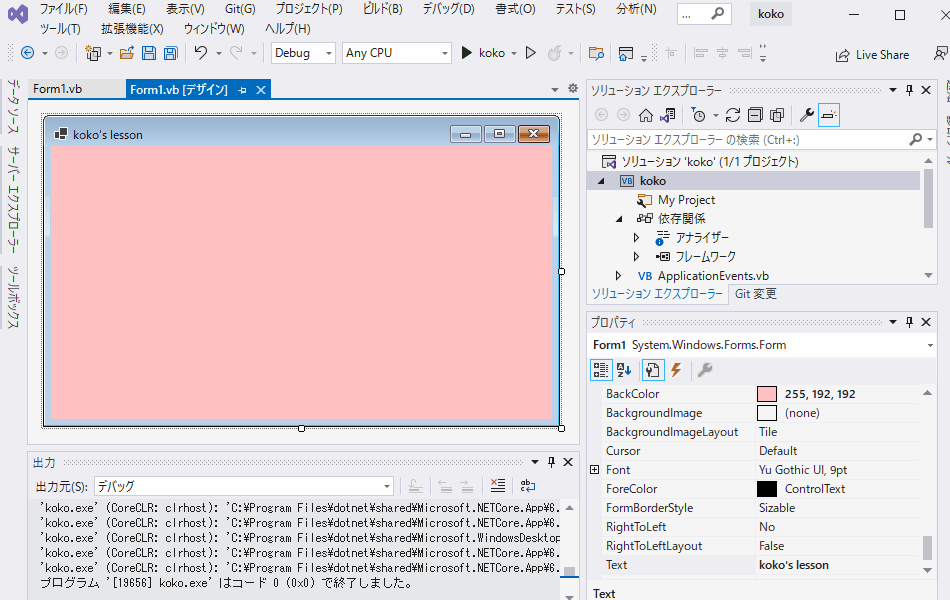 ファイル(F) 編集(E) 表示(V) Git(G) プロジェクト(P) ビルド(B) デバッグ(D) 書式(O) テスト(S) 分析(N) ... koko
ツール(T) 拡張機能(X) ウィンドウ(W) ヘルプ(H)
Debug Any CPU koko Live Share
データ ソース
サーバー エクスプローラー
ツールボックス
Form1.vb Form1.vb [デザイン]
koko's lesson
出力
出力元(S): デバッグ
'koko.exe' (CoreCLR: clrhost): 'C:¥Program Files¥dotnet¥shared¥Microsoft.NETCore.App¥6.
'koko.exe' (CoreCLR: clrhost): 'C:¥Program Files¥dotnet¥shared¥Microsoft.NETCore.App¥6.
'koko.exe' (CoreCLR: clrhost): 'C:¥Program Files¥dotnet¥shared¥Microsoft.WindowsDesktop
'koko.exe' (CoreCLR: clrhost): 'C:¥Program Files¥dotnet¥shared¥Microsoft.NETCore.App¥6.
'koko.exe' (CoreCLR: clrhost): 'C:¥Program Files¥dotnet¥shared¥Microsoft.NETCore.App¥6.
プログラム '[19656] koko.exe' はコード 0 (0x0) で終了しました。
ソリューション エクスプローラー
ソリューション エクスプローラー の検索 (Ctrl+:)
ソリューション 'koko' (1/1 プロジェクト)
VB koko
My Project
依存関係
アナライザー
フレームワーク
VB ApplicationEvents.vb
ソリューション エクスプローラー Git 変更
プロパティ
Form1 System.Windows.Forms.Form
BackColor 255, 192, 192
BackgroundImage (none)
BackgroundImageLayout Tile
Cursor Default
Font Yu Gothic UI, 9pt
ForeColor ControlText
FormBorderStyle Sizable
RightToLeft No
RightToLeftLayout False
Text koko's lesson
Text